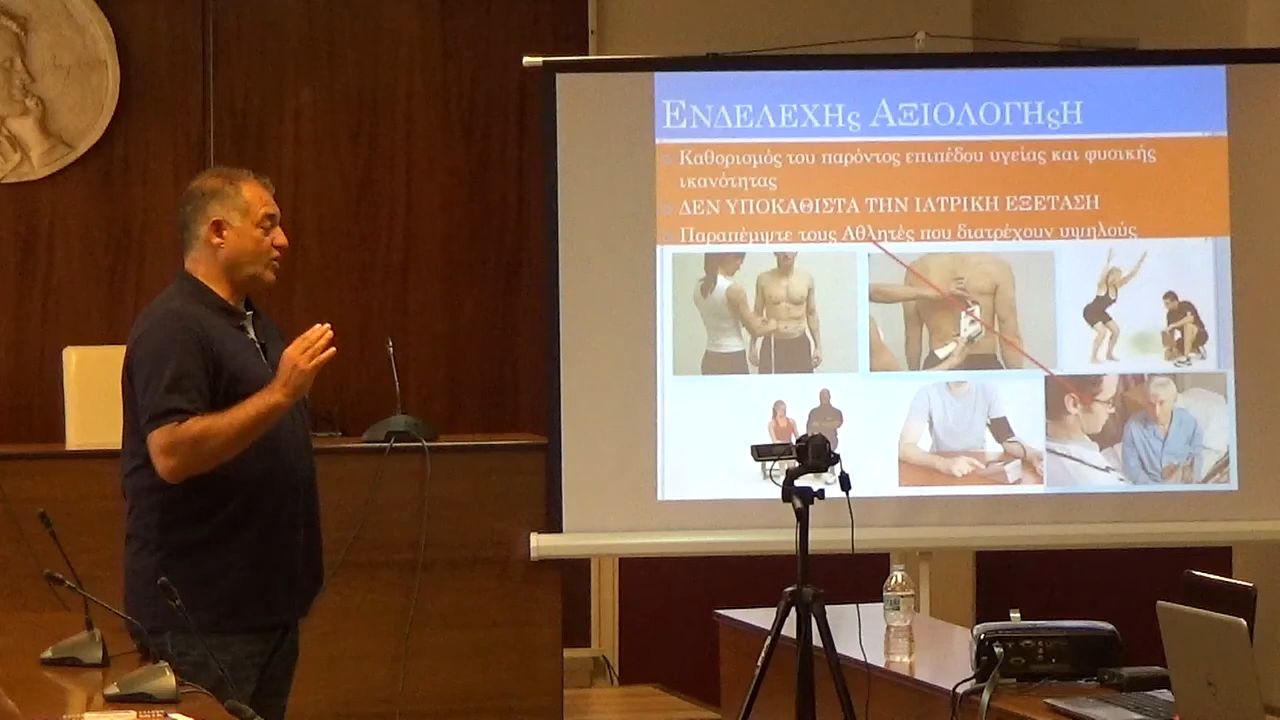 ΕΝΔΕΛΕΧΗς ΑΞΙΟΛΟΓΗςΗ
Καθορισμός του παρόντος επιπέδου υγείας και φυσικής
ικανότητας
ΔΕΝ ΥΠΟΚΑΘΙΣΤΑ ΤΗΝ ΙΑΤΡΙΚΗ ΕΞΕΤΑΣΗ
Παραπέμψτε τους Αθλητές που διατρέχουν υψηλούς